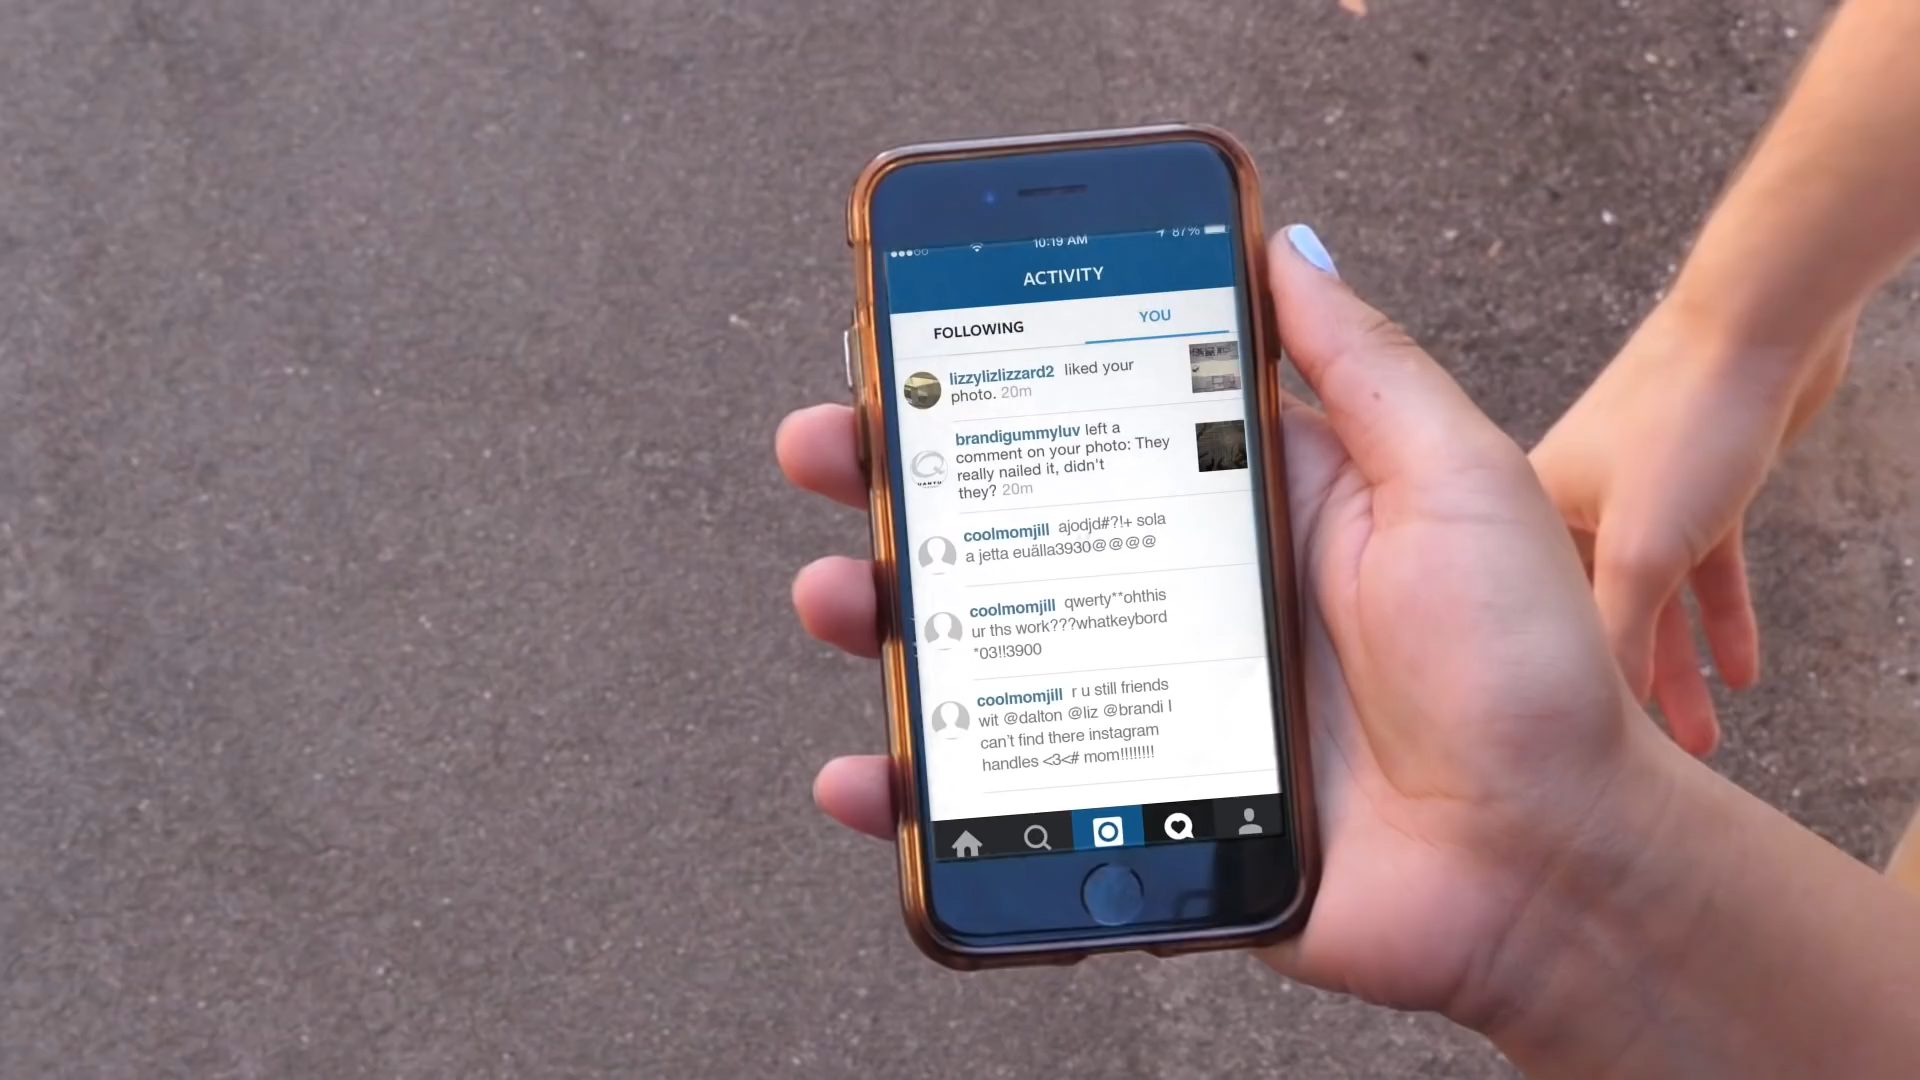 10:19 AM
87%
ACTIVITY
FOLLOWING
YOU
lizzylizlizzard2 liked your
photo. 20m
brandigummyluv left a
comment on your photo: They
really nailed it, didn't
they? 20m
coolmomjill ajodjd#?!+ sola
a jetta euälla3930@@@@
coolmomjill qwerty**ohthis
ur ths work???whatkeybord
*03!!3900
coolmomjill r u still friends
wit @dalton @liz @brandi I
can't find there instagram
handles <3<# mom!!!!!!!!